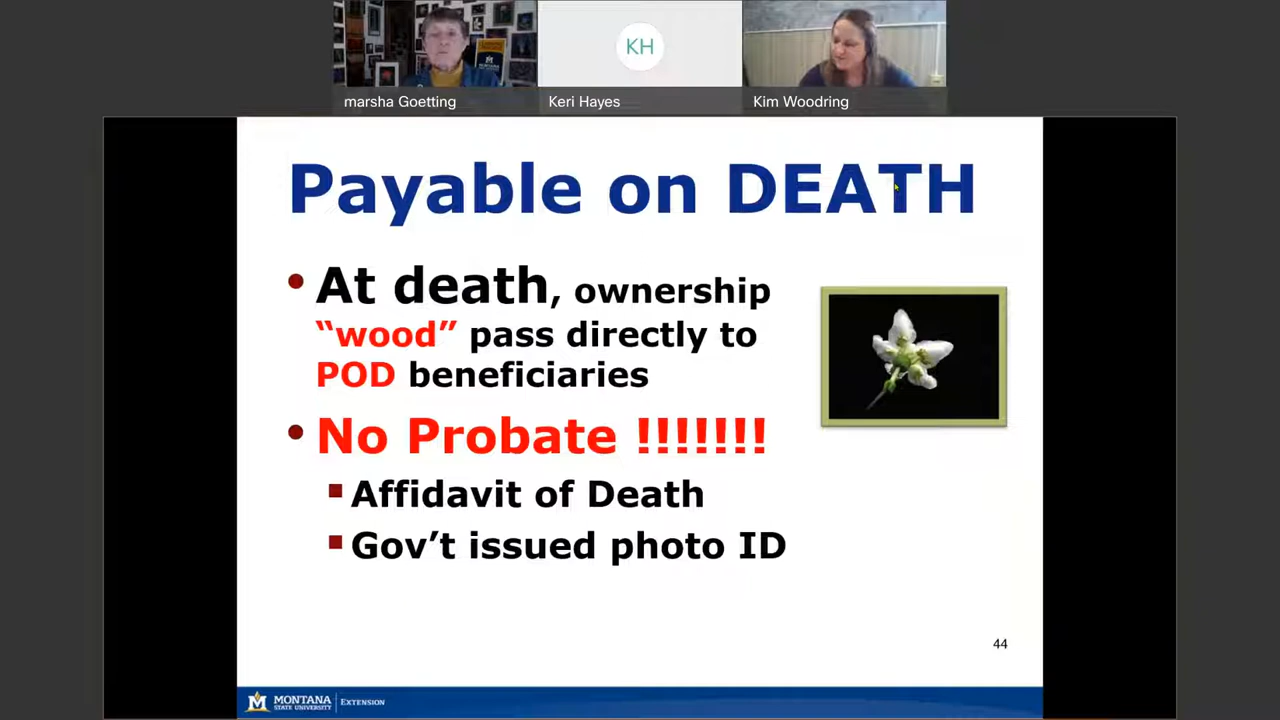 KH
marsha Goetting
Keri Hayes
Kim Woodring
Payable on DEATH
• At death, ownership
“wood” pass directly to
POD beneficiaries
• No Probate !!!!!!!
▪ Affidavit of Death
▪ Gov’t issued photo ID
44
M MONTANA
STATE UNIVERSITY
EXTENSION